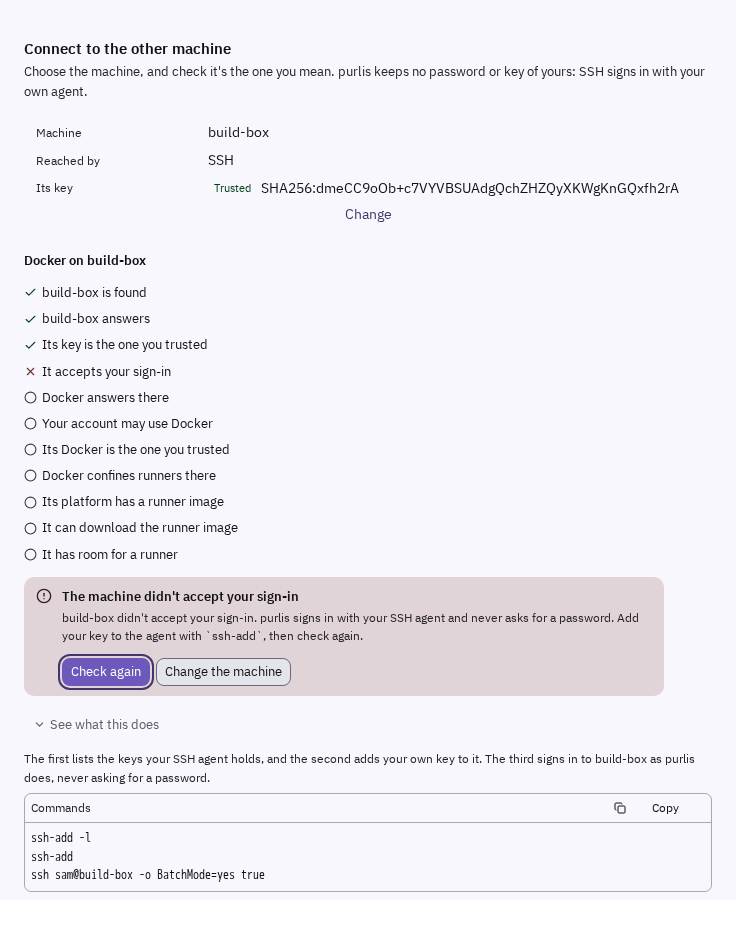 Connect to the other machine
Choose the machine, and check it's the one you mean. purlis keeps no password or key of yours: SSH signs in with your
own agent.
Machine build-box
Reached by SSH
Its key Trusted SHA256:dmeCC9oOb+c7VYVBSUAdgQchZHZQyXKWgKnGQxfh2rA
Change
Docker on build-box
build-box is found
build-box answers
Its key is the one you trusted
It accepts your sign-in
Docker answers there
Your account may use Docker
Its Docker is the one you trusted
Docker confines runners there
Its platform has a runner image
It can download the runner image
It has room for a runner
The machine didn't accept your sign-in
build-box didn't accept your sign-in. purlis signs in with your SSH agent and never asks for a password. Add
your key to the agent with `ssh-add`, then check again.
Check again Change the machine
See what this does
The first lists the keys your SSH agent holds, and the second adds your own key to it. The third signs in to build-box as purlis
does, never asking for a password.
Commands Copy
ssh-add -l
ssh-add
ssh sam@build-box -o BatchMode=yes true